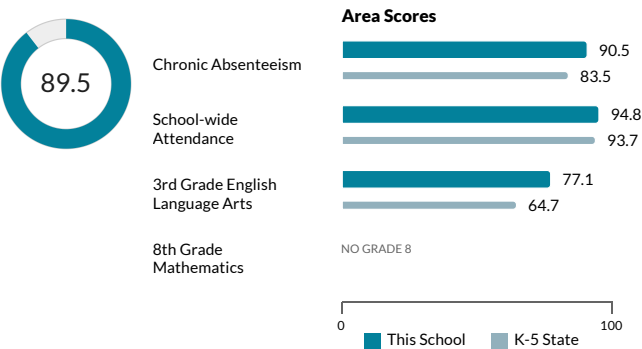 Area Scores
89.5
Chronic Absenteeism
90.5
83.5
School-wide
Attendance
94.8
93.7
3rd Grade English
Language Arts
77.1
64.7
8th Grade
Mathematics
NO GRADE 8
0
100
This School
K-5 State